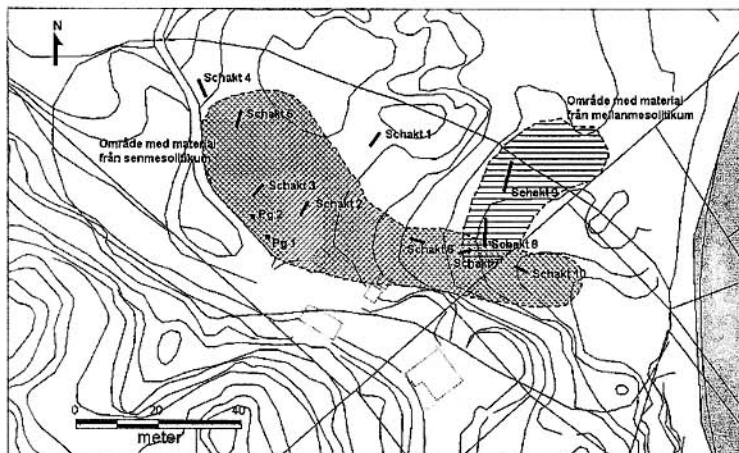 N
Schakt 4
Schakt 5
Område med material
från senmesolitikum
Schakt 1
Område med material
från mellanmesolitikum
Schakt 3
Schakt 2
Pg 2
Pg 1
Schakt 9
Schakt 6
Schakt 7
Schakt 8
Schakt 10
0 20 40
meter